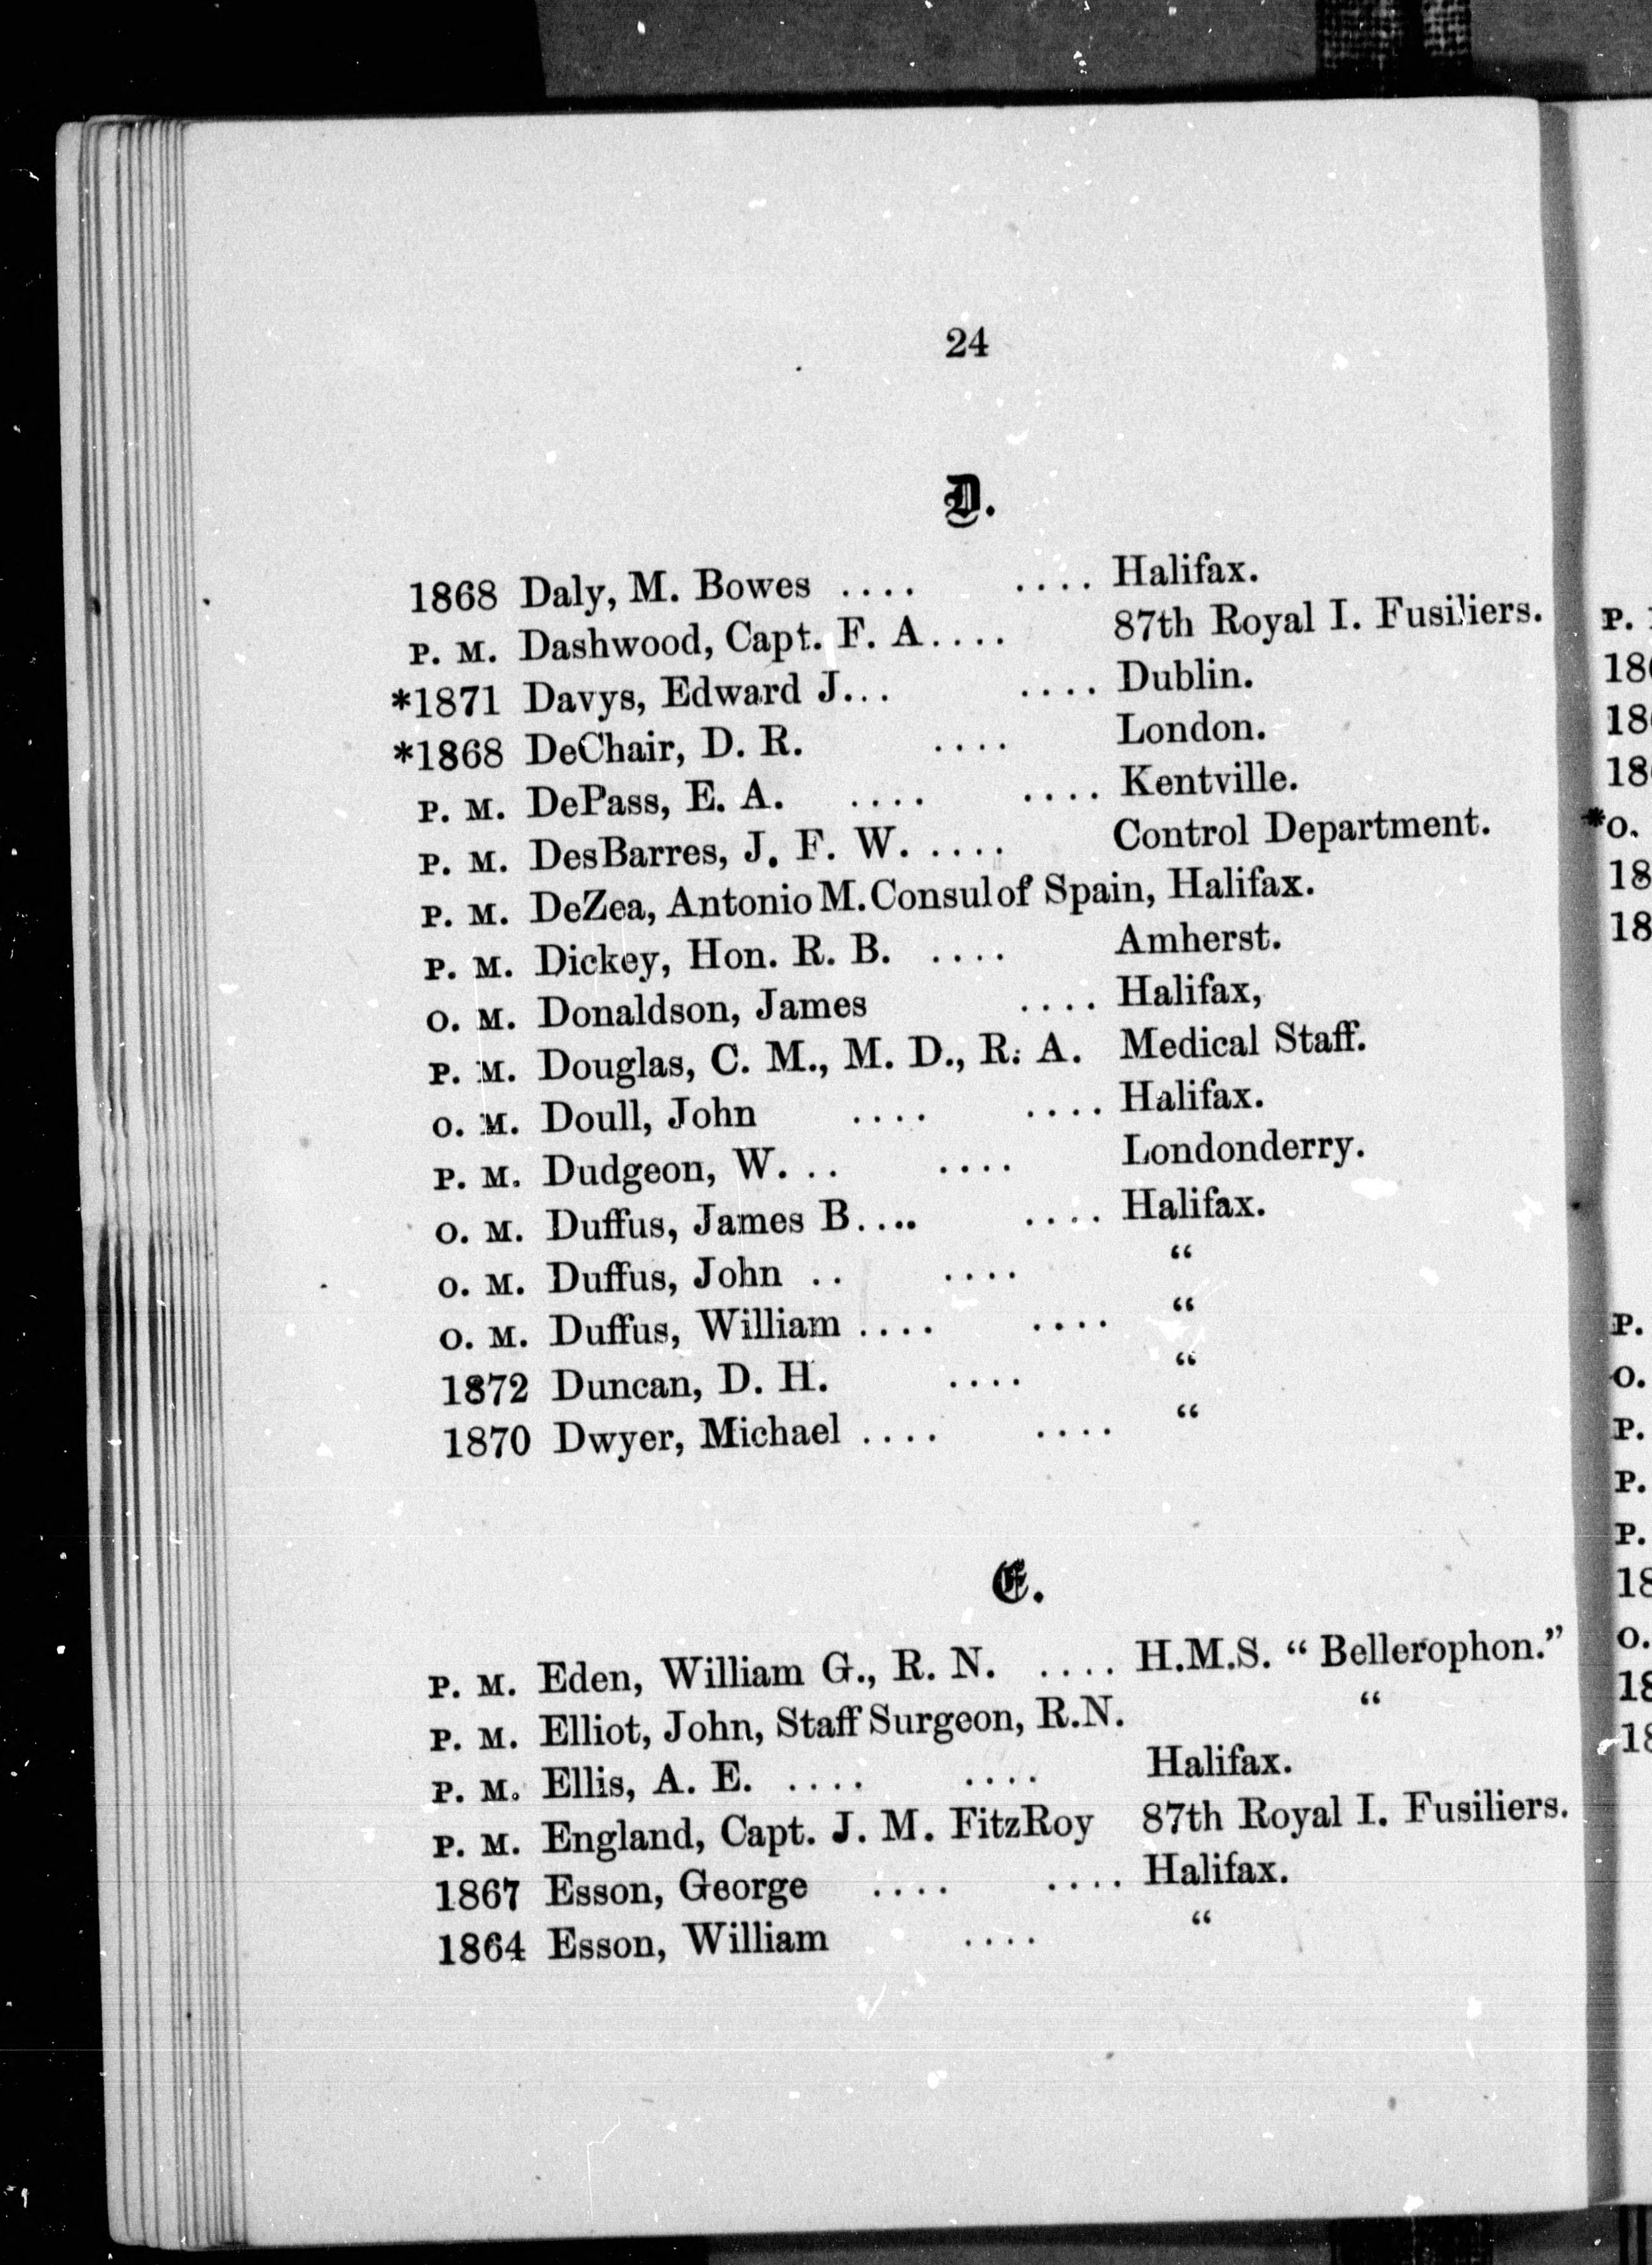 24
D.
1868 Daly, M. Bowes .... .... Halifax.
P. M. Dashwood, Capt. F. A.... 87th Royal I. Fusiliers.
*1871 Davys, Edward J... .... Dublin.
*1868 DeChair, D. R. .... London.
P. M. DePass, E. A. .... .... Kentville.
P. M. DesBarres, J. F. W. .... Control Department.
P. M. DeZea, Antonio M. Consul of Spain, Halifax.
P. M. Dickey, Hon. R. B. .... Amherst.
O. M. Donaldson, James .... Halifax,
P. M. Douglas, C. M., M. D., R. A. Medical Staff.
O. M. Doull, John .... .... Halifax.
P. M. Dudgeon, W. .. .... Londonderry.
O. M. Duffus, James B.... .... Halifax.
O. M. Duffus, John .. .... “
O. M. Duffus, William .... .... “
1872 Duncan, D. H. .... “
1870 Dwyer, Michael .... .... “
E.
P. M. Eden, William G., R. N. .... H.M.S. “ Bellerophon.”
P. M. Elliot, John, Staff Surgeon, R.N. “
P. M. Ellis, A. E. .... .... Halifax.
P. M. England, Capt. J. M. FitzRoy 87th Royal I. Fusiliers.
1867 Esson, George .... .... Halifax.
1864 Esson, William .... “